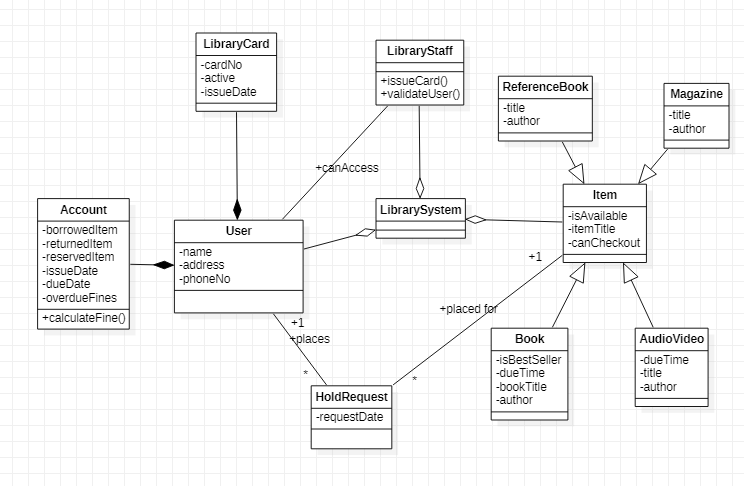 LibraryCard
-cardNo
-active
-issueDate
LibraryStaff
+issueCard()
+validateUser()
ReferenceBook
-title
-author
Magazine
-title
-author
+canAccess
Account
-borrowedItem
-returnedItem
-reservedItem
-issueDate
-dueDate
-overdueFines
+calculateFine()
User
-name
-address
-phoneNo
LibrarySystem
Item
-isAvailable
-itemTitle
-canCheckout
+1
+placed for
+1
+places
*
*
HoldRequest
-requestDate
Book
-isBestSeller
-dueTime
-bookTitle
-author
AudioVideo
-dueTime
-title
-author